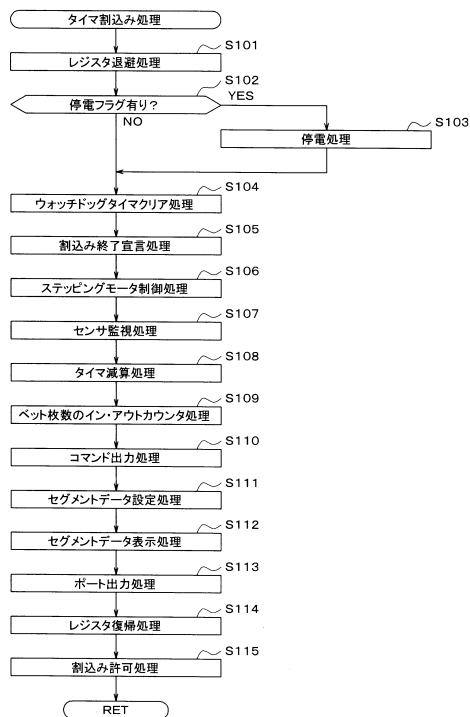 タイマ割込み処理
S101
レジスタ退避処理
S102
停電フラグ有り?
YES
NO
S103
停電処理
S104
ウォッチドッグタイマクリア処理
S105
割込み終了宣言処理
S106
ステッピングモータ制御処理
S107
センサ監視処理
S108
タイマ減算処理
S109
ベット枚数のイン・アウトカウンタ処理
S110
コマンド出力処理
S111
セグメントデータ設定処理
S112
セグメントデータ表示処理
S113
ポート出力処理
S114
レジスタ復帰処理
S115
割込み許可処理
RET